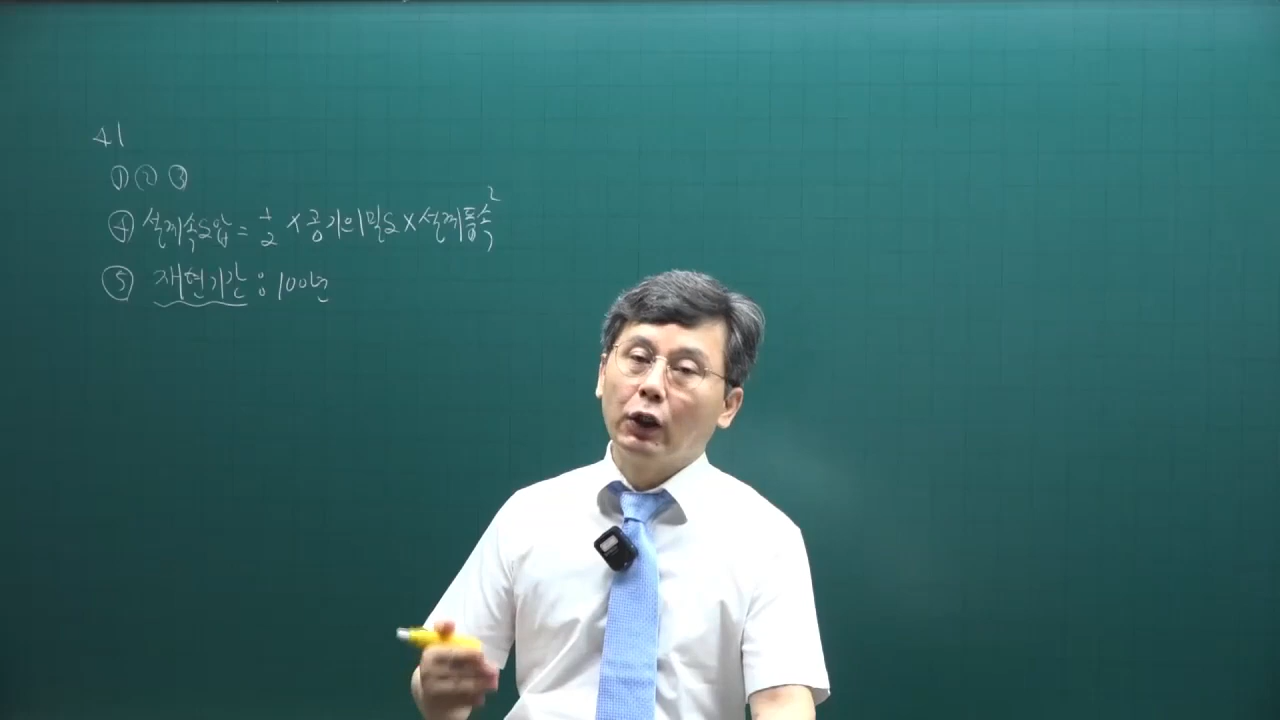 41
① ② ③
④ 설계속도압 = 1/2 × 공기의밀도 × 설계풍속²
⑤ 재현기간 : 100년